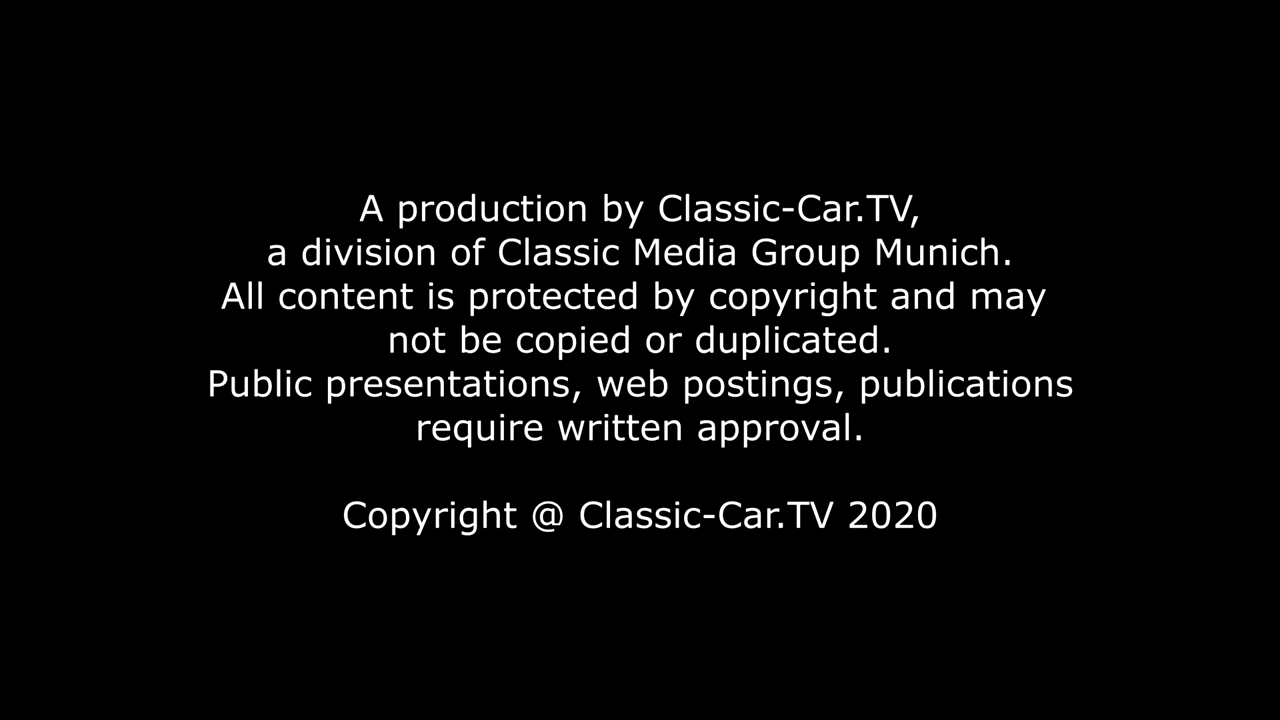 A production by Classic-Car.TV,
a division of Classic Media Group Munich.
All content is protected by copyright and may
not be copied or duplicated.
Public presentations, web postings, publications
require written approval.
Copyright @ Classic-Car.TV 2020